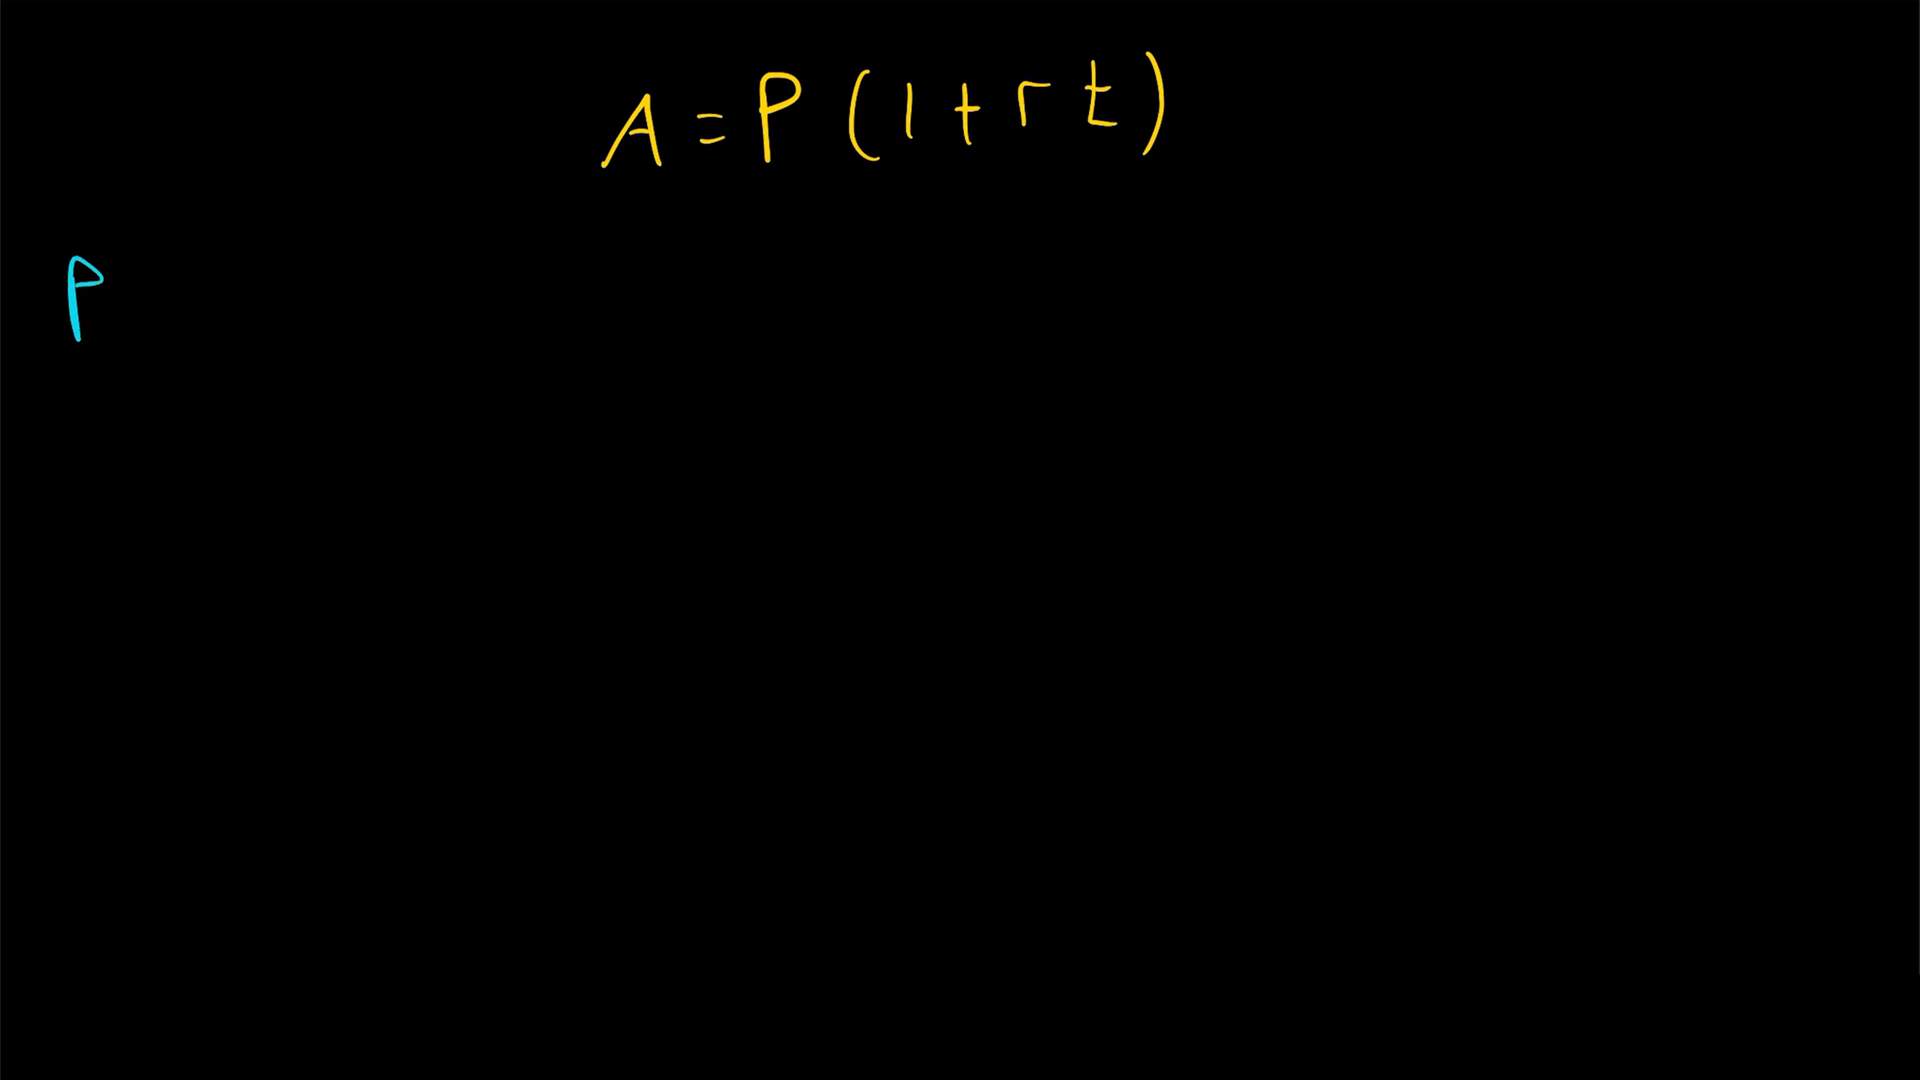 A = P (1 + r t)
P